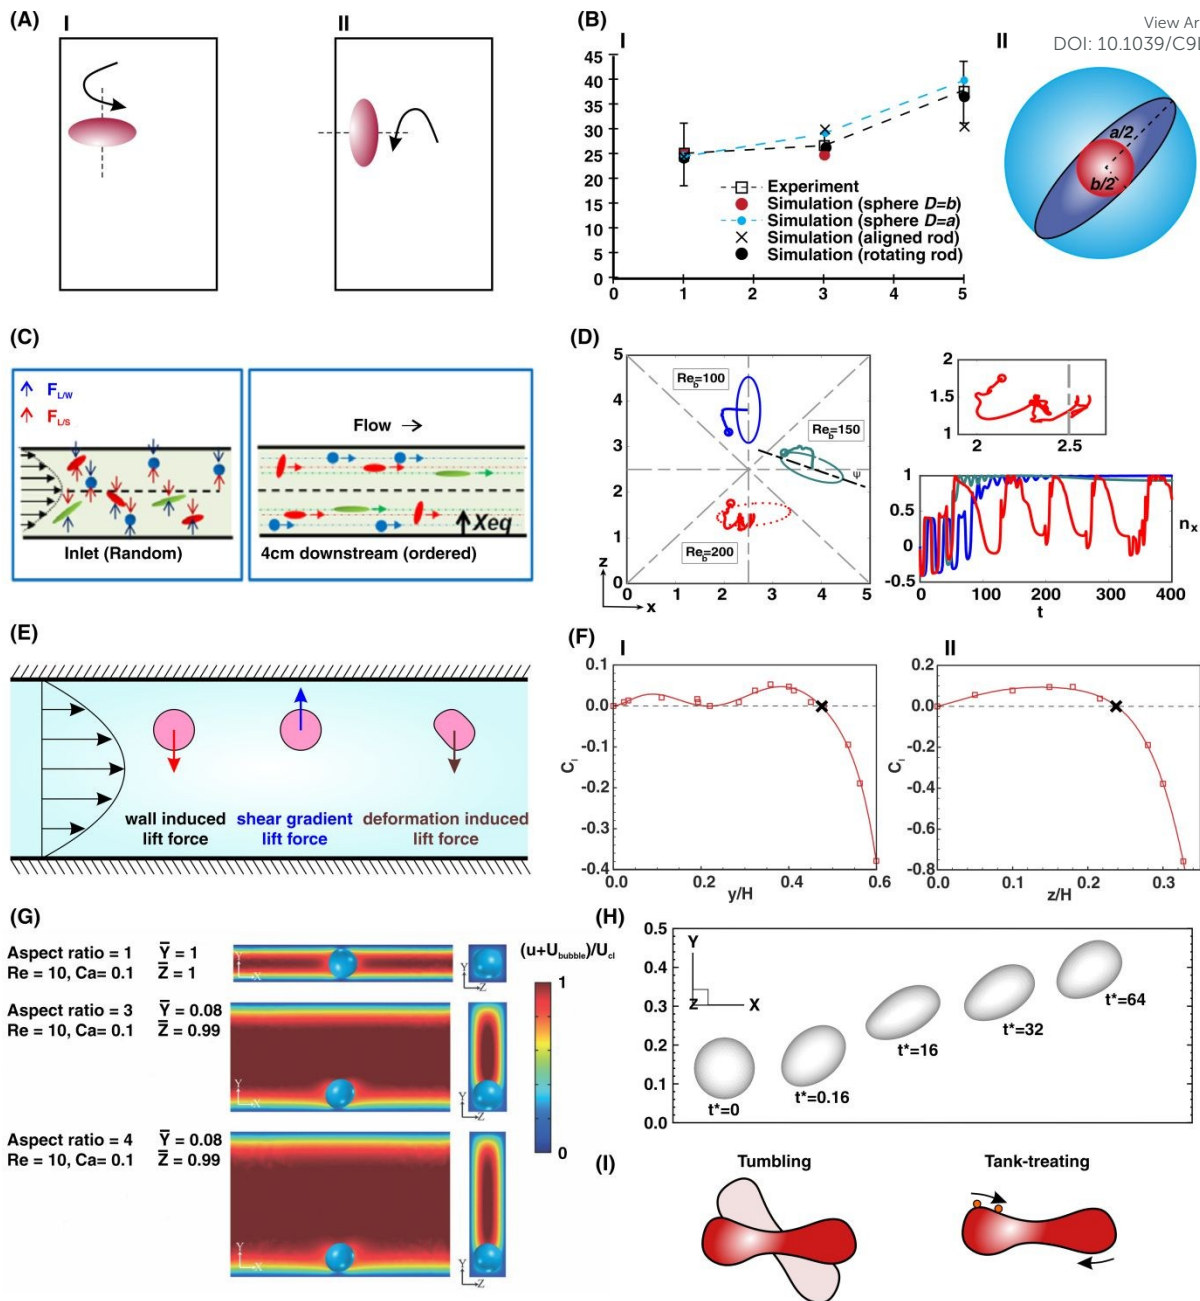 View Ar
DOI: 10.1039/C9I
(A)
I
II
(B)
I
45
40
35
30
25
20
15
10
5
0
0
1
2
3
4
5
Experiment
Simulation (sphere D=b)
Simulation (sphere D=a)
Simulation (aligned rod)
Simulation (rotating rod)
II
a/2
b/2
(C)
F_L/W
F_L/S
Inlet (Random)
Flow →
Xeq
4cm downstream (ordered)
(D)
5
4
3
2
1
0
0
1
2
3
4
5
z
x
Re_b=100
Re_b=150
Re_b=200
ψ
2
1.5
1
2
2.5
1
0.5
0
-0.5
n_x
0
100
200
300
400
t
(E)
wall induced
lift force
shear gradient
lift force
deformation induced
lift force
(F)
I
0.1
0.0
-0.1
-0.2
-0.3
-0.4
C_l
0.0
0.2
0.4
0.6
y/H
II
0.2
0.0
-0.2
-0.4
-0.6
-0.8
C_l
0.0
0.1
0.2
0.3
z/H
(G)
Aspect ratio = 1 Y̅ = 1
Re = 10, Ca= 0.1 Z̅ = 1
Y
X
Y
Z
Aspect ratio = 3 Y̅ = 0.08
Re = 10, Ca= 0.1 Z̅ = 0.99
Y
X
Y
Z
Aspect ratio = 4 Y̅ = 0.08
Re = 10, Ca= 0.1 Z̅ = 0.99
Y
X
Y
Z
(u+U_bubble)/U_cl
1
0
(H)
0.5
0.4
0.3
0.2
0.1
0.0
Y
Z
X
t*=0
t*=0.16
t*=16
t*=32
t*=64
(I)
Tumbling
Tank-treating